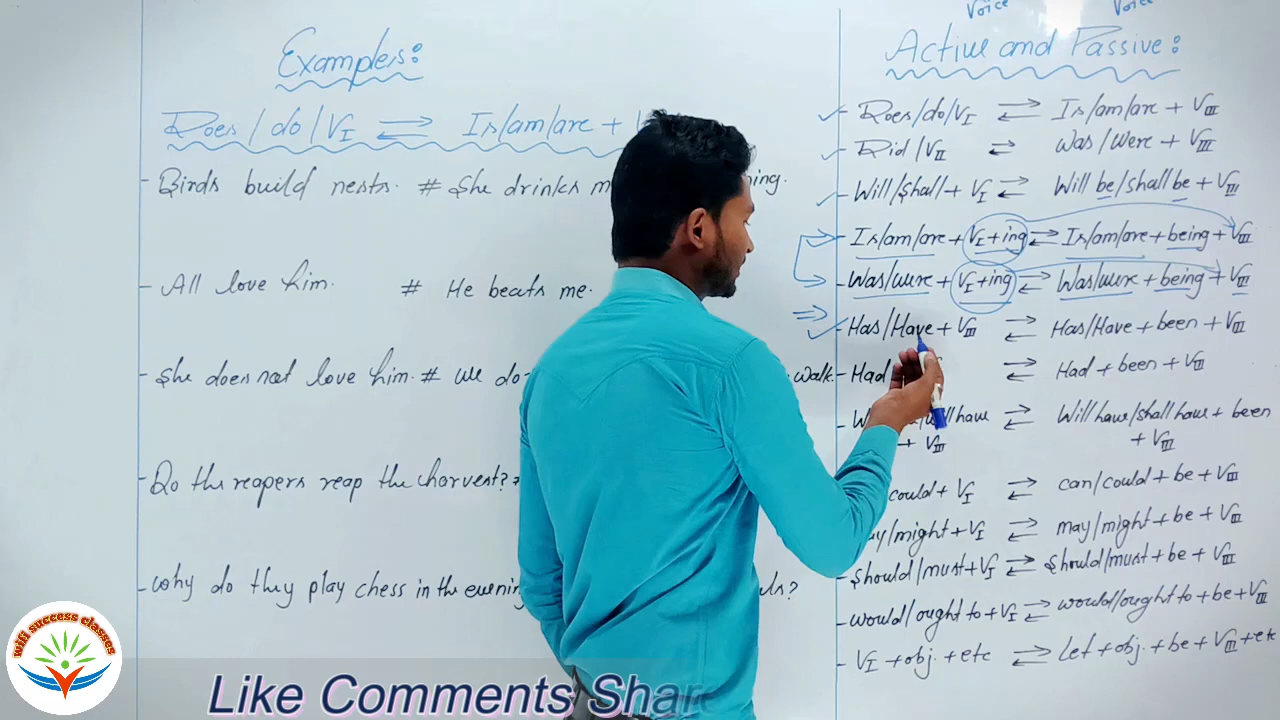 Examples:
Does/do/VI ⇌ Is/am/are +
Birds build nests. # She drinks
All love him. # He beats me.
She does not love him. # we do walk
Do the reapers reap the charvest?
Why do they play chess in the evening
Voice Voice
Active and Passive:
Does/do/VI ⇌ Is/am/are + VIII
Did/VII ⇌ Was/Were + VIII
Will/Shall + VI ⇌ Will be/shall be + VIII
Is/am/are + VI+ing ⇌ Is/am/are + being + VIII
Was/were + VI+ing ⇌ Was/were + being + VIII
⇒ Has/Have + VIII ⇌ Has/Have + been + VIII
Had ⇌ Had + been + VIII
have ⇌ Will have/shall have + been
+ VIII + VIII
could + VI ⇌ can/could + be + VIII
/might + VI ⇌ may/might + be + VIII
Should/must + VI ⇌ Should/must + be + VIII
would/ought to + VI ⇌ would/ought to + be + VIII
VI + obj. + etc ⇌ Let + obj. + be + VIII + etc
wifi success classes
Like Comments Share